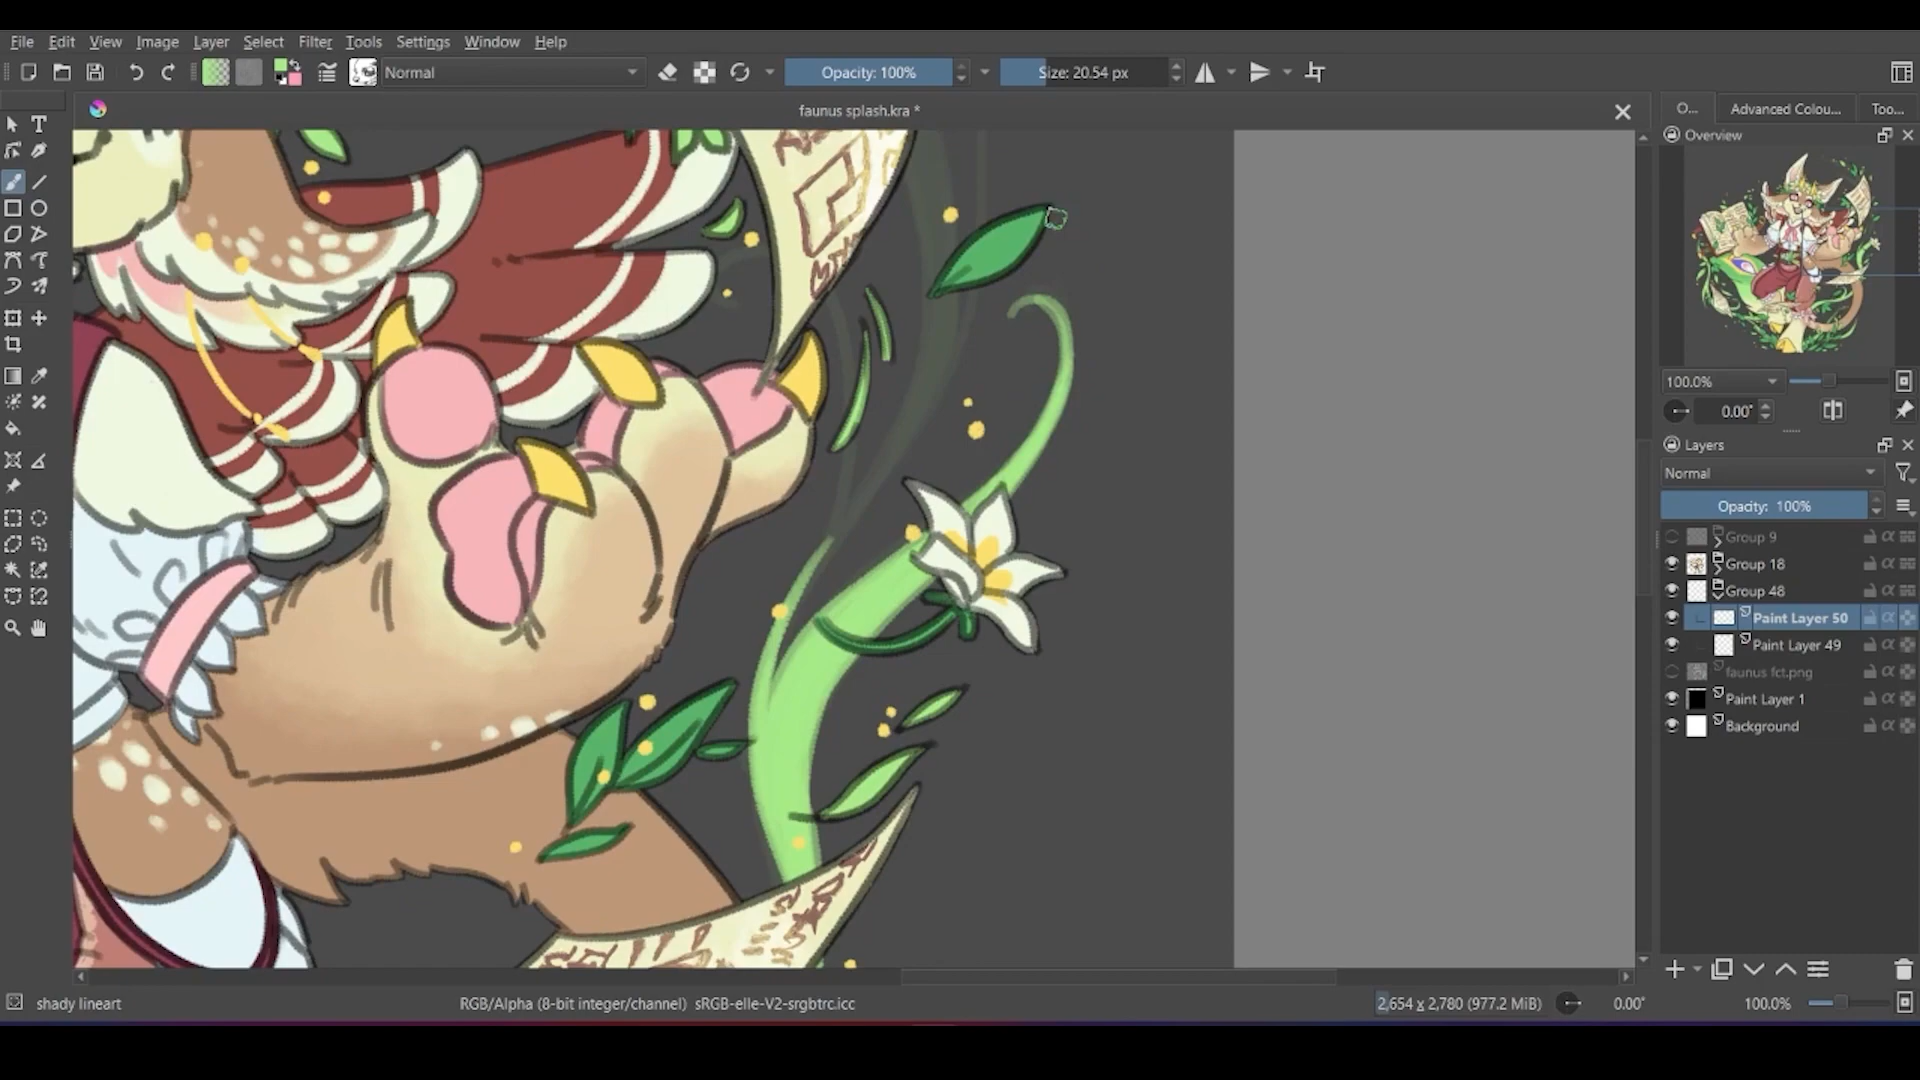 File Edit View Image Layer Select Filter Tools Settings Window Help
Normal Opacity: 100% Size: 20.54 px
faunus splash.kra *
O... Advanced Colou... Too...
Overview
100.0%
0.00°
Layers
Normal
Opacity: 100%
Group 9
Group 18
Group 48
Paint Layer 50
Paint Layer 49
faunus fct.png
Paint Layer 1
Background
shady lineart RGB/Alpha (8-bit integer/channel) sRGB-elle-V2-srgbtrc.icc 2,654 x 2,780 (977.2 MiB) 0.00° 100.0%